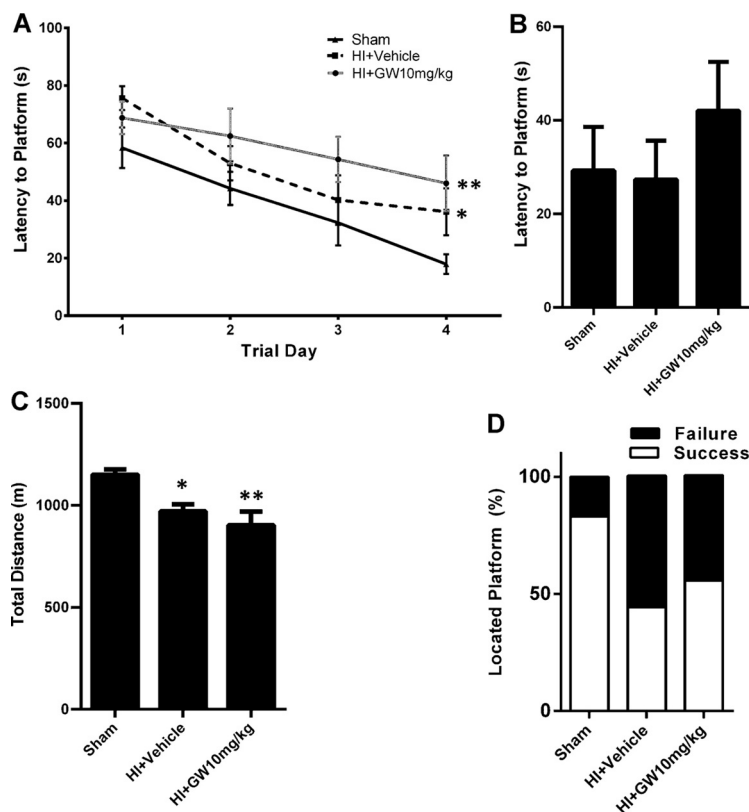 A
Latency to Platform (s)
100
80
60
40
20
0
Sham
HI+Vehicle
HI+GW10mg/kg
**
*
1 2 3 4
Trial Day
B
Latency to Platform (s)
60
40
20
0
Sham
HI+Vehicle
HI+GW10mg/kg
C
Total Distance (m)
1500
1000
500
0
*
**
Sham
HI+Vehicle
HI+GW10mg/kg
D
Failure
Success
Located Platform (%)
100
50
0
Sham
HI+Vehicle
HI+GW10mg/kg